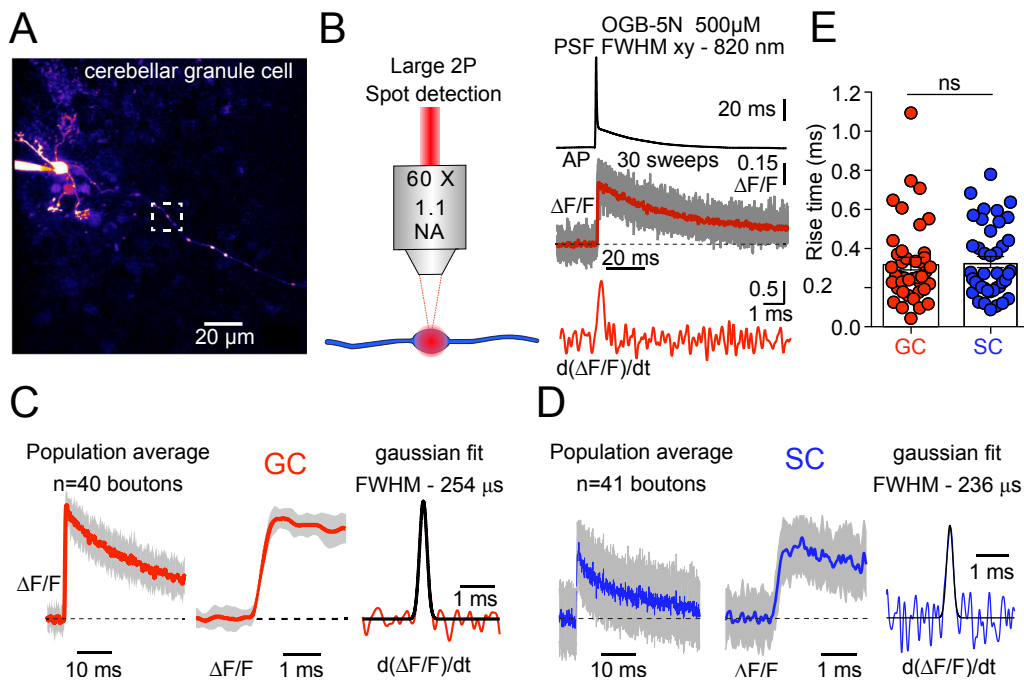 A
cerebellar granule cell
20 µm
B
Large 2P
Spot detection
60 X
1.1
NA
OGB-5N 500µM
PSF FWHM xy - 820 nm
20 ms
AP
30 sweeps
0.15
ΔF/F
ΔF/F
20 ms
0.5
1 ms
d(ΔF/F)/dt
E
ns
Rise time (ms)
1.2
1.0
0.8
0.6
0.4
0.2
0.0
GC
SC
C
Population average
n=40 boutons
GC
gaussian fit
FWHM - 254 µs
ΔF/F
10 ms
ΔF/F
1 ms
1 ms
d(ΔF/F)/dt
D
Population average
n=41 boutons
SC
gaussian fit
FWHM - 236 µs
10 ms
ΔF/F
1 ms
1 ms
d(ΔF/F)/dt